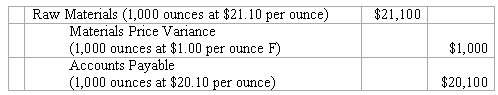 Raw Materials (1,000 ounces at $21.10 per ounce) $21,100
Materials Price Variance
(1,000 ounces at $1.00 per ounce F) $1,000
Accounts Payable
(1,000 ounces at $20.10 per ounce) $20,100